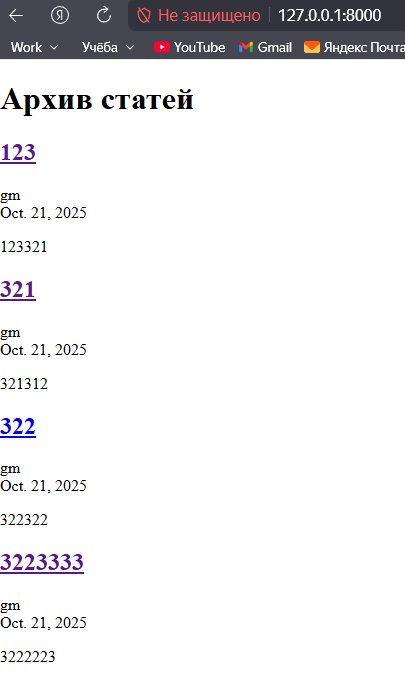 Не защищено 127.0.0.1:8000
Work Учёба YouTube Gmail Яндекс Почта
Архив статей
123
gm
Oct. 21, 2025
123321
321
gm
Oct. 21, 2025
321312
322
gm
Oct. 21, 2025
322322
3223333
gm
Oct. 21, 2025
3222223